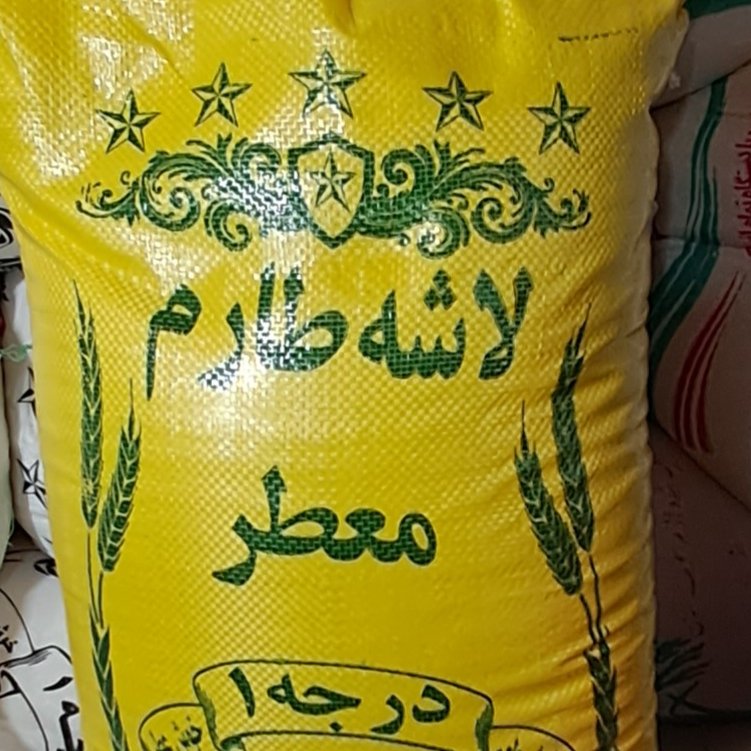 لاشه طارم
معطر
درجه ۱